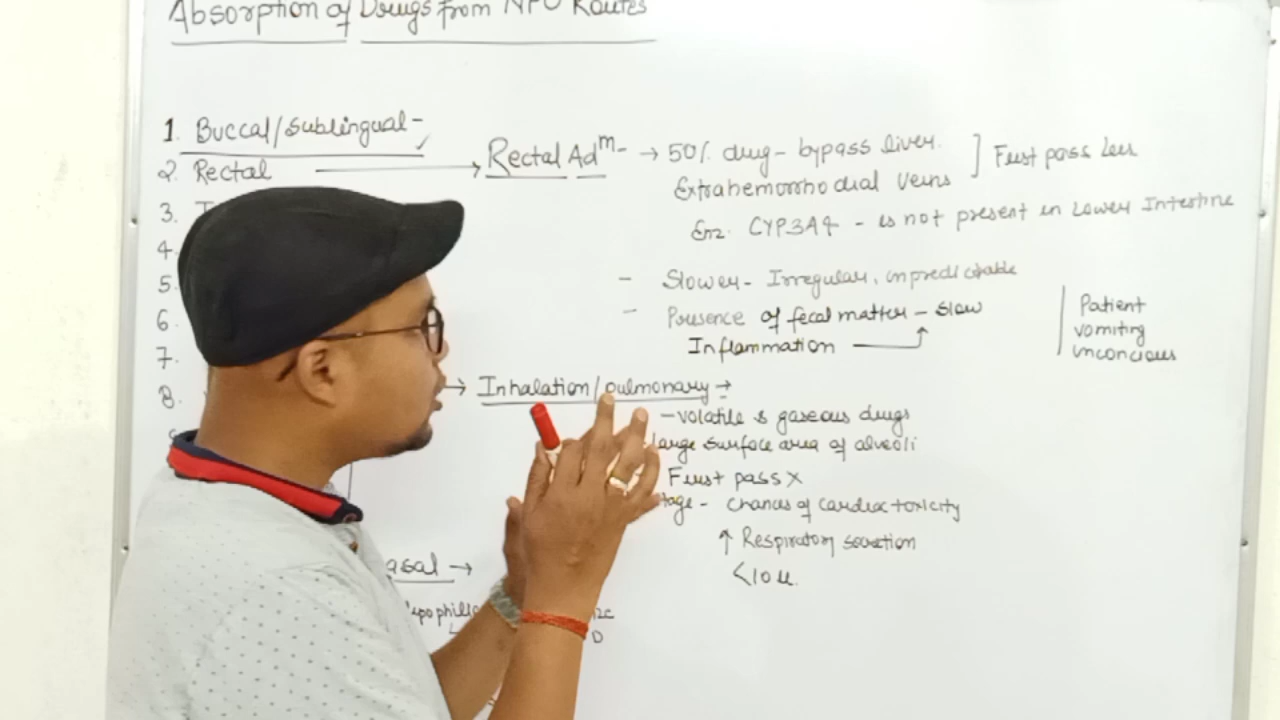 Absorption of Drugs from NPO Routes
1. Buccal/Sublingual-
2. Rectal → Rectal Adm- → 50% drug - bypass liver. ] First pass less
Extrahemorrhodial veins
Enz. CYP3A4 - is not present in Lower Intestine
3.
4.
5.
6.
7.
8.
- Slower - Irregular, unpredictable
- Presence of fecal matter - slow
Inflammation
Patient
vomiting
unconcious
→ Inhalation/pulmonary →
- volatile & gaseous drugs
large surface area of alveoli
First pass X
tage - Chances of cardiac toxicity
↑ Respiratory secretion
<10 µ.
asal →